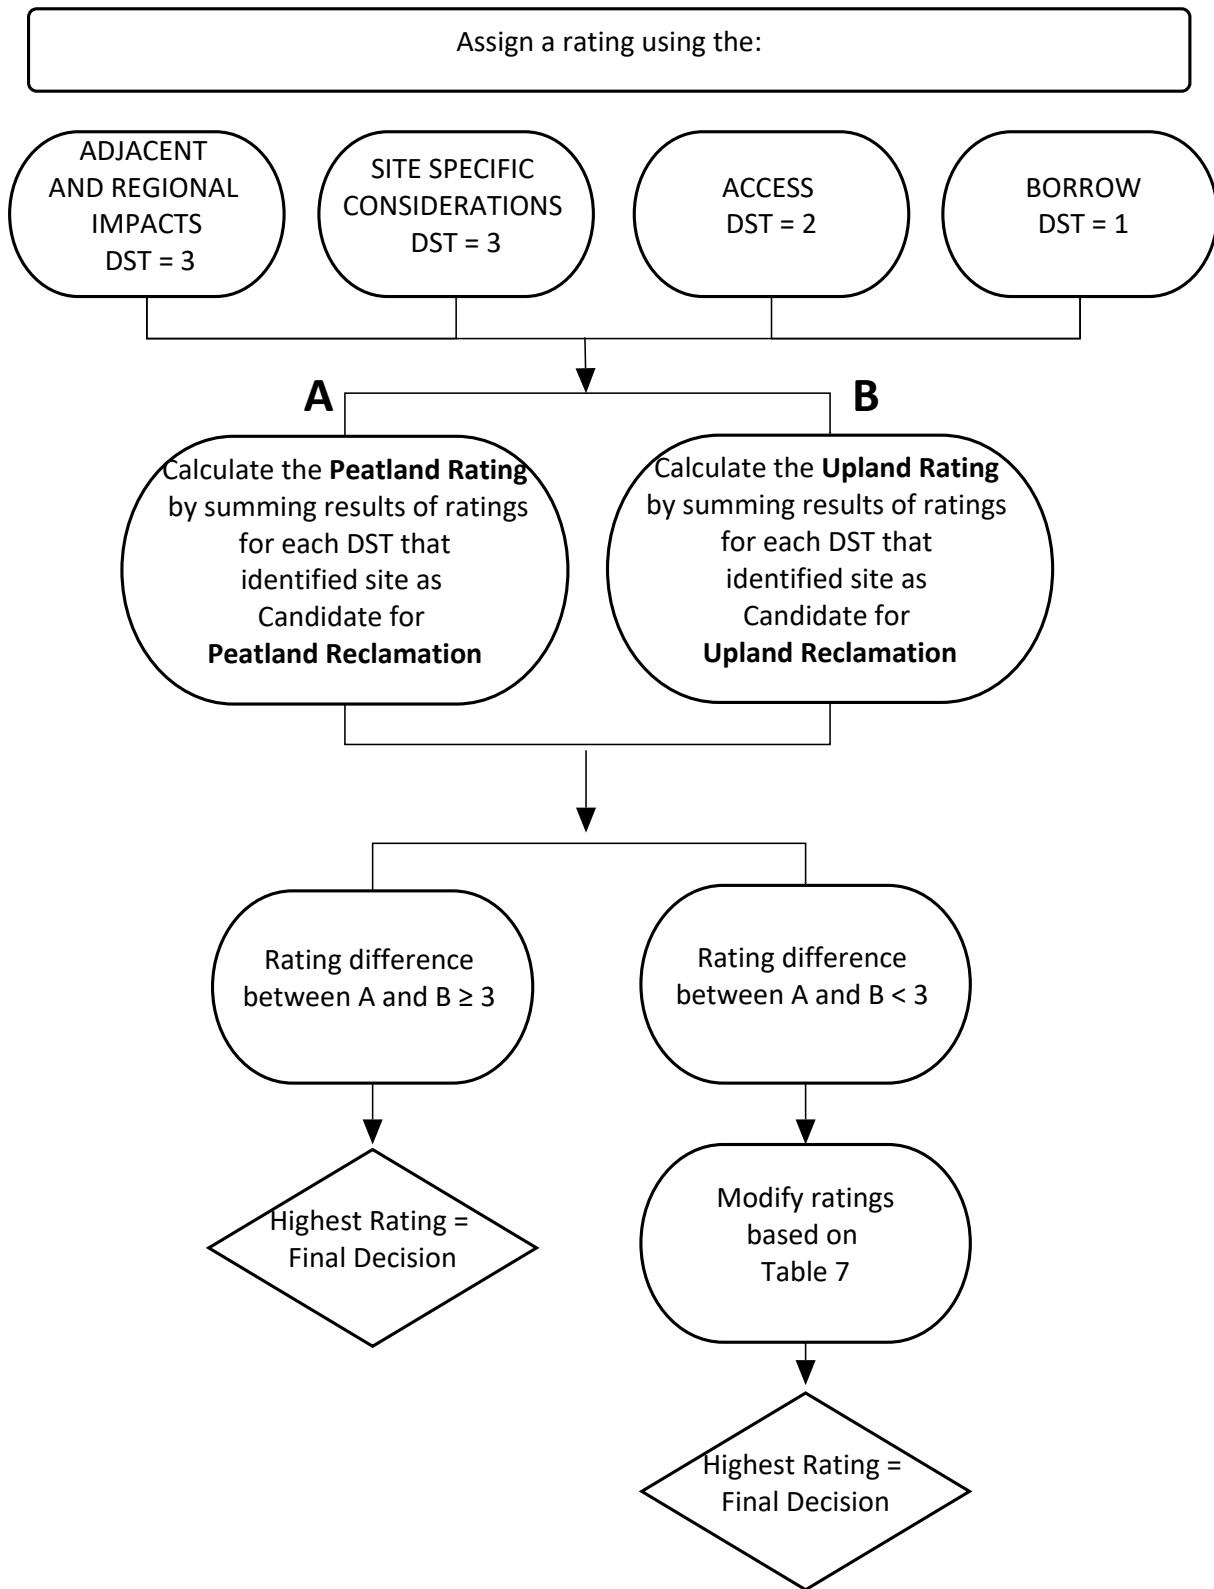 Assign a rating using the:
ADJACENT
AND REGIONAL
IMPACTS
DST = 3
SITE SPECIFIC
CONSIDERATIONS
DST = 3
ACCESS
DST = 2
BORROW
DST = 1
A
B
Calculate the Peatland Rating
by summing results of ratings
for each DST that
identified site as
Candidate for
Peatland Reclamation
Calculate the Upland Rating
by summing results of ratings
for each DST that
identified site as
Candidate for
Upland Reclamation
Rating difference
between A and B ≥ 3
Rating difference
between A and B < 3
Highest Rating =
Final Decision
Modify ratings
based on
Table 7
Highest Rating =
Final Decision